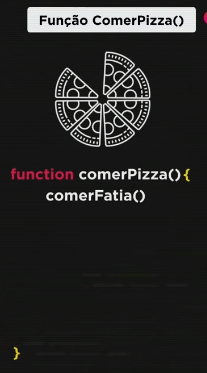 Função ComerPizza()
function comerPizza(){
comerFatia()
}